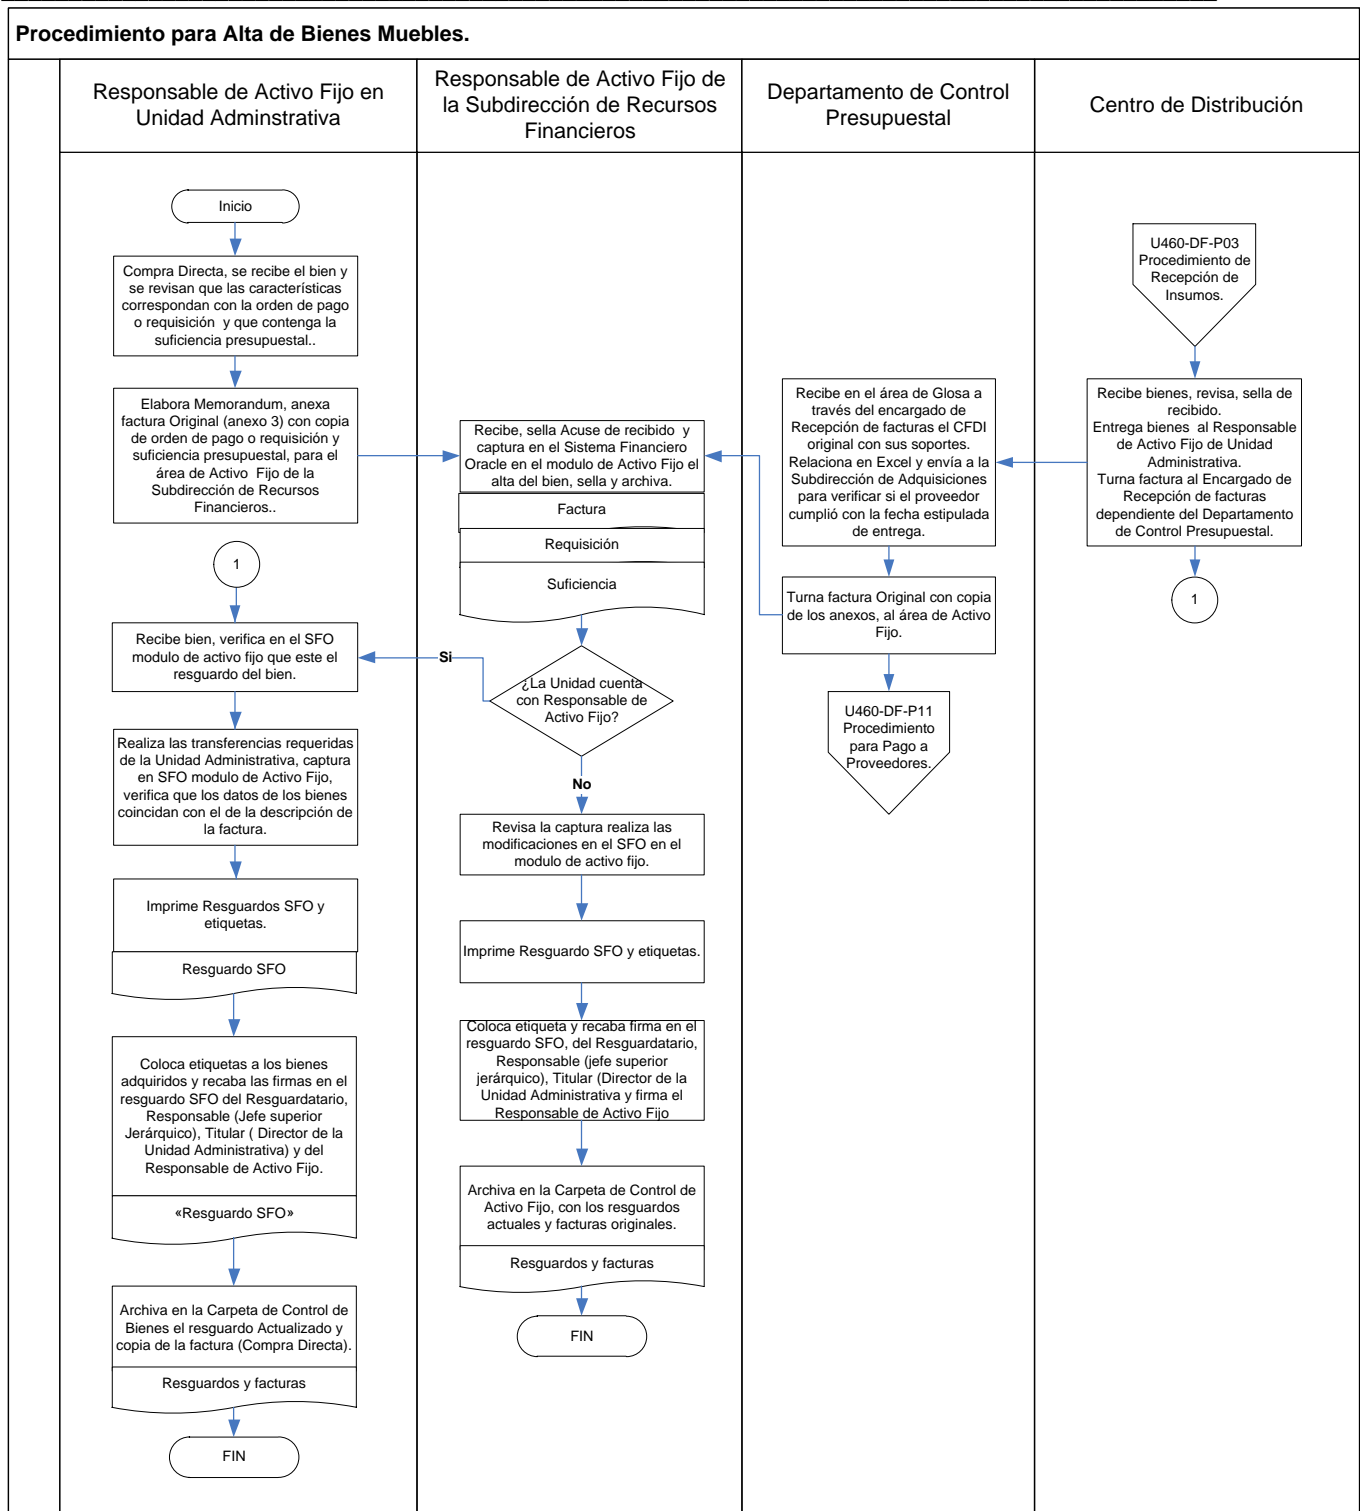 Procedimiento para Alta de Bienes Muebles.
Responsable de Activo Fijo en
Unidad Adminstrativa
Responsable de Activo Fijo de
la Subdirección de Recursos
Financieros
Departamento de Control
Presupuestal
Centro de Distribución
Inicio
Compra Directa, se recibe el bien y
se revisan que las características
correspondan con la orden de pago
o requisición y que contenga la
suficiencia presupuestal..
Elabora Memorandum, anexa
factura Original (anexo 3) con copia
de orden de pago o requisición y
suficiencia presupuestal, para el
área de Activo Fijo de la
Subdirección de Recursos
Financieros..
1
Recibe bien, verifica en el SFO
modulo de activo fijo que este el
resguardo del bien.
Realiza las transferencias requeridas
de la Unidad Administrativa, captura
en SFO modulo de Activo Fijo,
verifica que los datos de los bienes
coincidan con el de la descripción de
la factura.
Imprime Resguardos SFO y
etiquetas.
Resguardo SFO
Coloca etiquetas a los bienes
adquiridos y recaba las firmas en el
resguardo SFO del Resguardatario,
Responsable (Jefe superior
Jerárquico), Titular ( Director de la
Unidad Administrativa) y del
Responsable de Activo Fijo.
«Resguardo SFO»
Archiva en la Carpeta de Control de
Bienes el resguardo Actualizado y
copia de la factura (Compra Directa).
Resguardos y facturas
FIN
Recibe, sella Acuse de recibido y
captura en el Sistema Financiero
Oracle en el modulo de Activo Fijo el
alta del bien, sella y archiva.
Factura
Requisición
Suficiencia
¿La Unidad cuenta
con Responsable de
Activo Fijo?
Si
No
Revisa la captura realiza las
modificaciones en el SFO en el
modulo de activo fijo.
Imprime Resguardo SFO y etiquetas.
Coloca etiqueta y recaba firma en el
resguardo SFO, del Resguardatario,
Responsable (jefe superior
jerárquico), Titular (Director de la
Unidad Administrativa y firma el
Responsable de Activo Fijo
Archiva en la Carpeta de Control de
Activo Fijo, con los resguardos
actuales y facturas originales.
Resguardos y facturas
FIN
Recibe en el área de Glosa a
través del encargado de
Recepción de facturas el CFDI
original con sus soportes.
Relaciona en Excel y envía a la
Subdirección de Adquisiciones
para verificar si el proveedor
cumplió con la fecha estipulada
de entrega.
Turna factura Original con copia
de los anexos, al área de Activo
Fijo.
U460-DF-P11
Procedimiento
para Pago a
Proveedores.
U460-DF-P03
Procedimiento de
Recepción de
Insumos.
Recibe bienes, revisa, sella de
recibido.
Entrega bienes al Responsable
de Activo Fijo de Unidad
Administrativa.
Turna factura al Encargado de
Recepción de facturas
dependiente del Departamento
de Control Presupuestal.
1